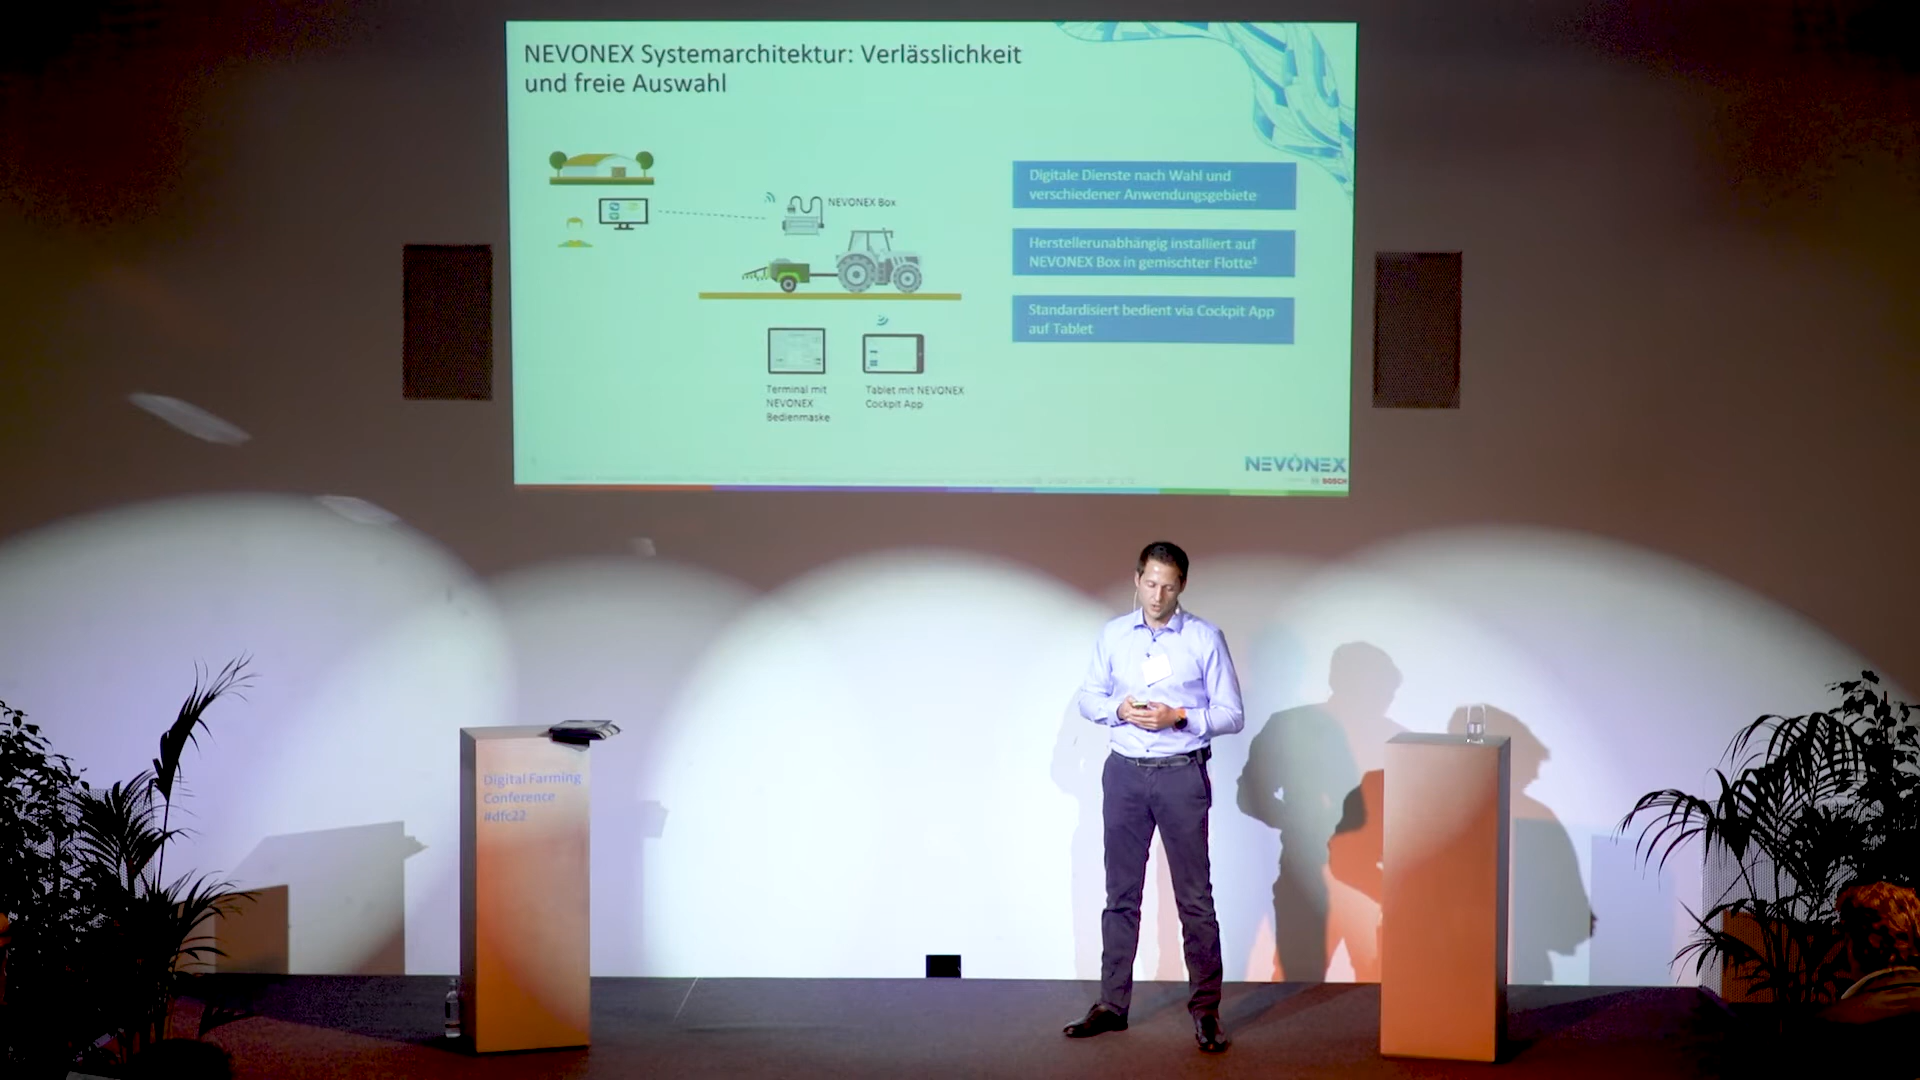 NEVONEX Systemarchitektur: Verlässlichkeit
und freie Auswahl
NEVONEX Box
Terminal mit
NEVONEX
Bedienmaske
Tablet mit NEVONEX
Cockpit App
Digitale Dienste nach Wahl und
verschiedener Anwendungsgebiete
Herstellerunabhängig installiert auf
NEVONEX Box in gemischter Flotte¹
Standardisiert bedient via Cockpit App
auf Tablet
NEVONEX
BOSCH
Digital Farming
Conference
#dfc22